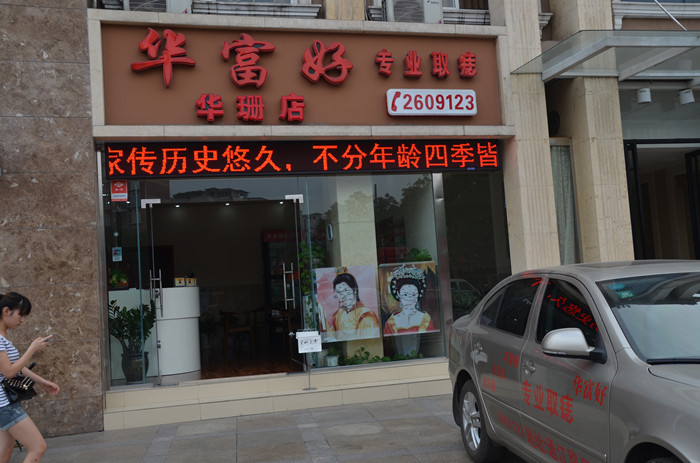 华富好 专业取痣
华珊店
2609123
家传历史悠久，不分年龄四季皆
华富好
专业取痣